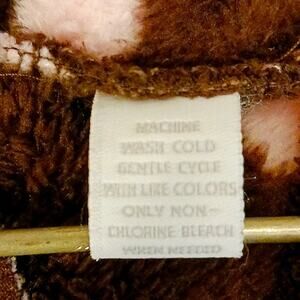 MACHINE
WASH COLD
GENTLE CYCLE
WITH LIKE COLORS
ONLY NON-
CHLORINE BLEACH
WHEN NEEDED